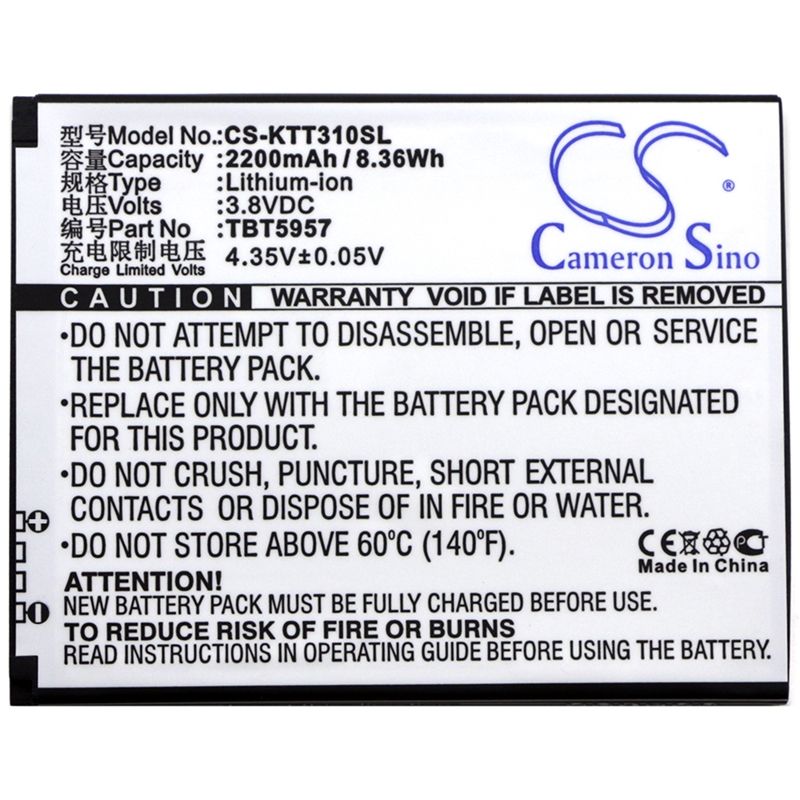 型号Model No.:CS-KTT310SL
容量Capacity :2200mAh / 8.36Wh
类型Type :Lithium-ion
电压Volts :3.8VDC
编号Part No :TBT5957
充电限制电压 :4.35V±0.05V
Charge Limited Volts
CS ®
Cameron Sino
CAUTION WARRANTY VOID IF LABEL IS REMOVED
•DO NOT ATTEMPT TO DISASSEMBLE, OPEN OR SERVICE
THE BATTERY PACK.
•REPLACE ONLY WITH THE BATTERY PACK DESIGNATED
FOR THIS PRODUCT.
•DO NOT CRUSH, PUNCTURE, SHORT EXTERNAL
CONTACTS OR DISPOSE OF IN FIRE OR WATER.
•DO NOT STORE ABOVE 60°C (140°F).
CE PC
Made In China
ATTENTION!
NEW BATTERY PACK MUST BE FULLY CHARGED BEFORE USE.
TO REDUCE RISK OF FIRE OR BURNS
READ INSTRUCTIONS IN OPERATING GUIDE BEFORE USING THE BATTERY.